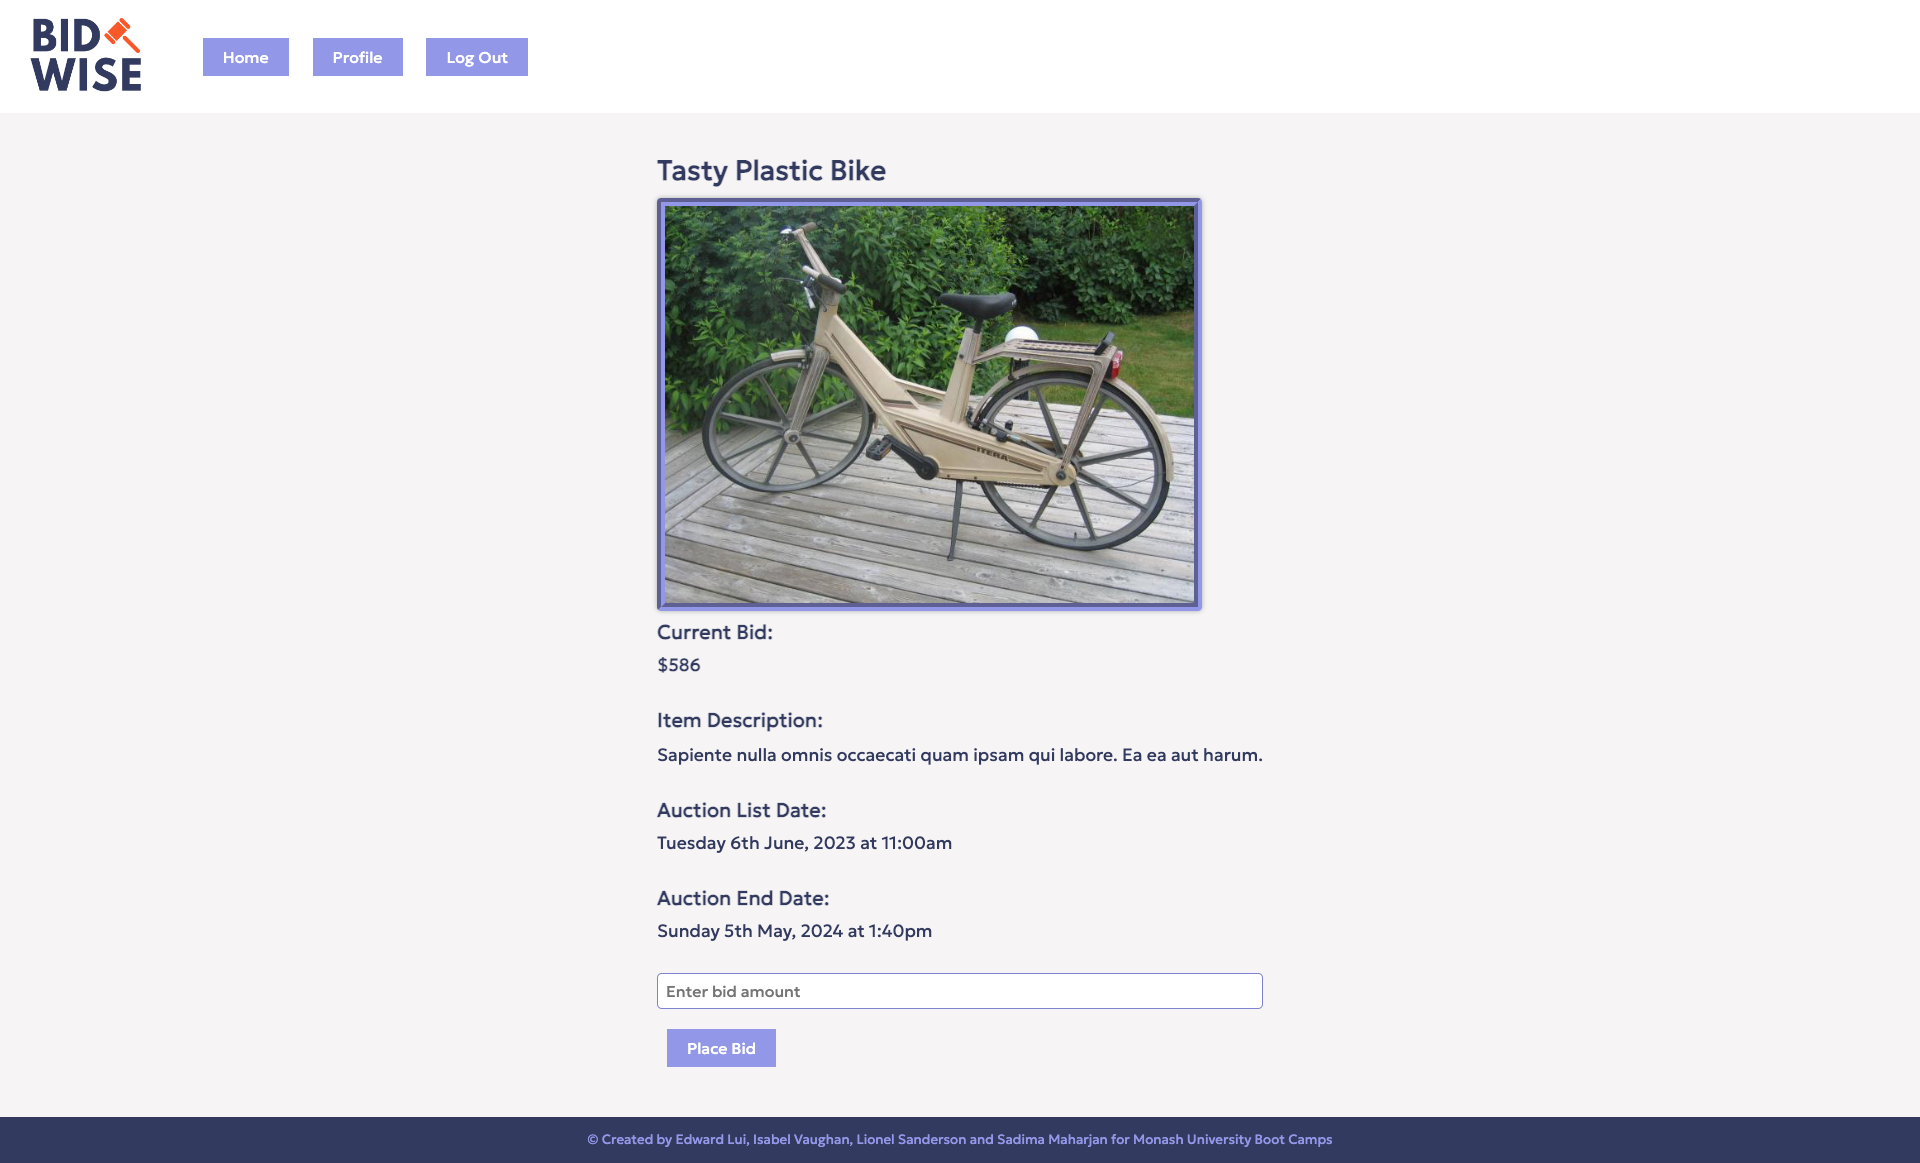 BID
WISE
Home Profile Log Out
Tasty Plastic Bike
ITERA
Current Bid:
$586
Item Description:
Sapiente nulla omnis occaecati quam ipsam qui labore. Ea ea aut harum.
Auction List Date:
Tuesday 6th June, 2023 at 11:00am
Auction End Date:
Sunday 5th May, 2024 at 1:40pm
Enter bid amount
Place Bid
© Created by Edward Lui, Isabel Vaughan, Lionel Sanderson and Sadima Maharjan for Monash University Boot Camps